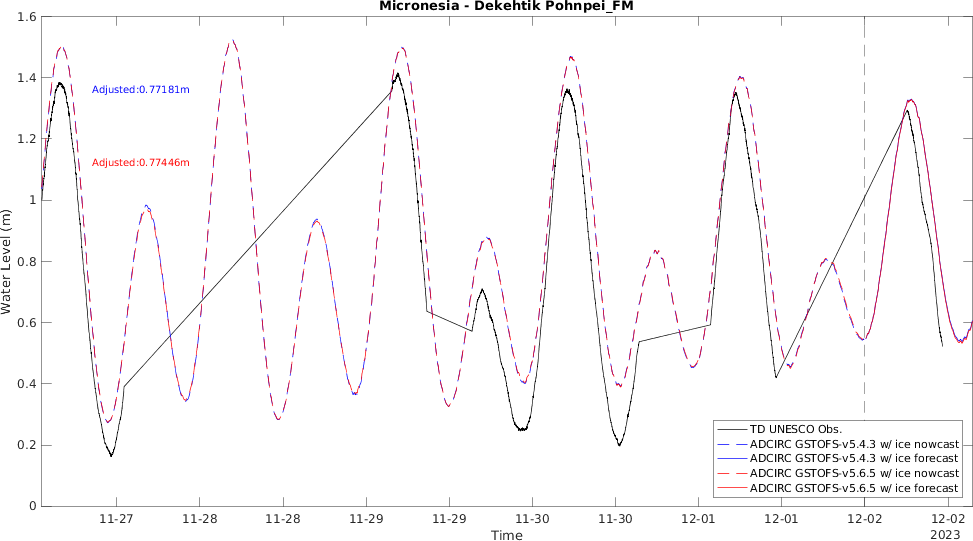 Micronesia - Dekehtik Pohnpei_FM
1.6
1.4
1.2
1
0.8
0.6
0.4
0.2
0
Water Level (m)
Adjusted:0.77181m
Adjusted:0.77446m
TD UNESCO Obs.
ADCIRC GSTOFS-v5.4.3 w/ ice nowcast
ADCIRC GSTOFS-v5.4.3 w/ ice forecast
ADCIRC GSTOFS-v5.6.5 w/ ice nowcast
ADCIRC GSTOFS-v5.6.5 w/ ice forecast
11-27 11-28 11-28 11-29 11-29 11-30 11-30 12-01 12-01 12-02 12-02
2023
Time